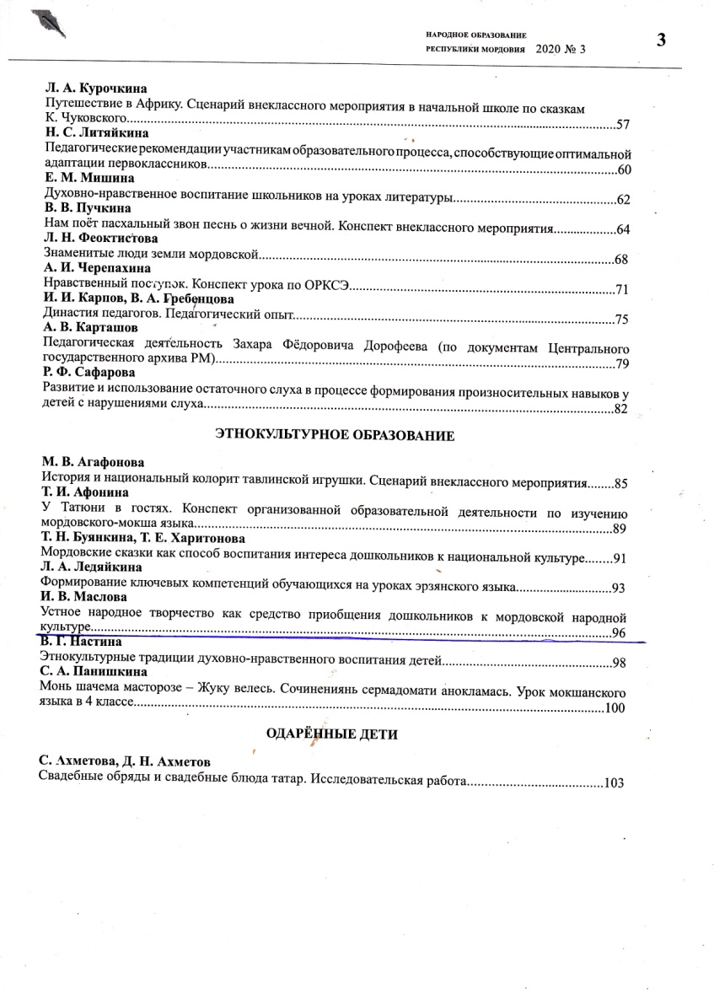 НАРОДНОЕ ОБРАЗОВАНИЕ
РЕСПУБЛИКИ МОРДОВИЯ 2020 № 3
3
Л. А. Курочкина
Путешествие в Африку. Сценарий внеклассного мероприятия в начальной школе по сказкам
К. Чуковского...57
Н. С. Литяйкина
Педагогические рекомендации участникам образовательного процесса, способствующие оптимальной
адаптации первоклассников...60
Е. М. Мишина
Духовно-нравственное воспитание школьников на уроках литературы...62
В. В. Пучкина
Нам поёт пасхальный звон песнь о жизни вечной. Конспект внеклассного мероприятия...64
Л. Н. Феоктистова
Знаменитые люди земли мордовской...68
А. И. Черепахина
Нравственный поступок. Конспект урока по ОРКСЭ...71
И. И. Карпов, В. А. Гребенцова
Династия педагогов. Педагогический опыт...75
А. В. Карташов
Педагогическая деятельность Захара Фёдоровича Дорофеева (по документам Центрального
государственного архива РМ)...79
Р. Ф. Сафарова
Развитие и использование остаточного слуха в процессе формирования произносительных навыков у
детей с нарушениями слуха...82
ЭТНОКУЛЬТУРНОЕ ОБРАЗОВАНИЕ
М. В. Агафонова
История и национальный колорит тавлинской игрушки. Сценарий внеклассного мероприятия...85
Т. И. Афонина
У Татюни в гостях. Конспект организованной образовательной деятельности по изучению
мордовского-мокша языка...89
Т. Н. Буянкина, Т. Е. Харитонова
Мордовские сказки как способ воспитания интереса дошкольников к национальной культуре...91
Л. А. Ледяйкина
Формирование ключевых компетенций обучающихся на уроках эрзянского языка...93
И. В. Маслова
Устное народное творчество как средство приобщения дошкольников к мордовской народной
культуре...96
В. Г. Настина
Этнокультурные традиции духовно-нравственного воспитания детей...98
С. А. Панишкина
Монь шачема масторозе – Жуку велесь. Сочиненияньь сермадомати анокламась. Урок мокшанского
языка в 4 классе...100
ОДАРЁННЫЕ ДЕТИ
С. Ахметова, Д. Н. Ахметов
Свадебные обряды и свадебные блюда татар. Исследовательская работа...103